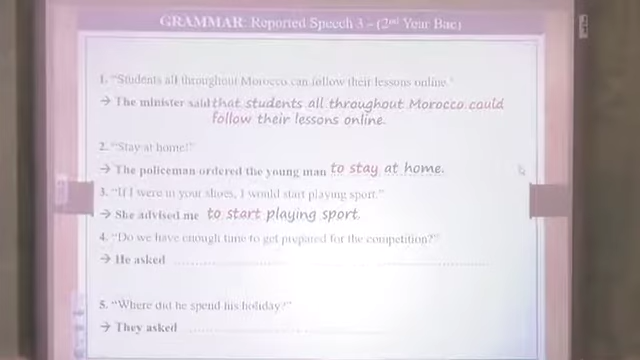 GRAMMAR: Reported Speech 3 – (2nd Year Bac)
1. "Students all throughout Morocco can follow their lessons online."
→ The minister said that students all throughout Morocco could
follow their lessons online.
2. "Stay at home!"
→ The policeman ordered the young man to stay at home.
3. "If I were in your shoes, I would start playing sport."
→ She advised me to start playing sport.
4. "Do we have enough time to get prepared for the competition?"
→ He asked ........................
5. "Where did he spend his holiday?"
→ They asked ........................